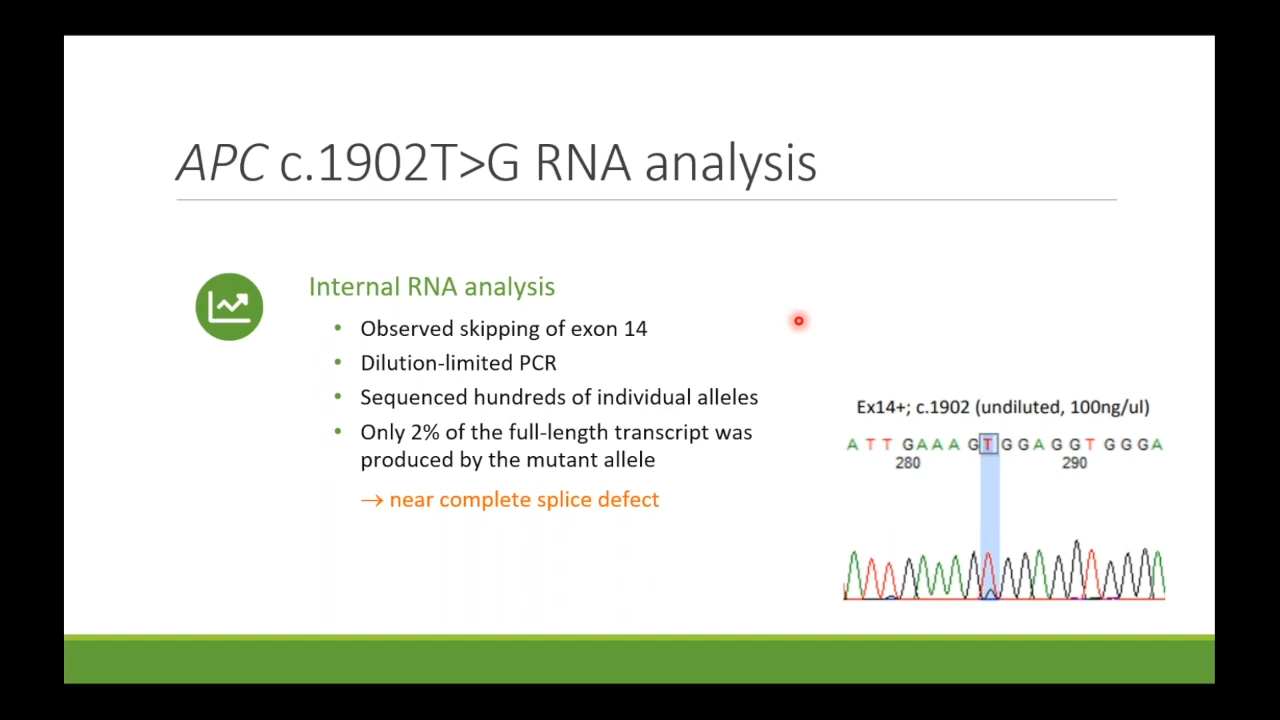 APC c.1902T>G RNA analysis
Internal RNA analysis
• Observed skipping of exon 14
• Dilution-limited PCR
• Sequenced hundreds of individual alleles
• Only 2% of the full-length transcript was
produced by the mutant allele
→ near complete splice defect
Ex14+; c.1902 (undiluted, 100ng/ul)
A T T G A A A G T G G A G G T G G G A
280 290